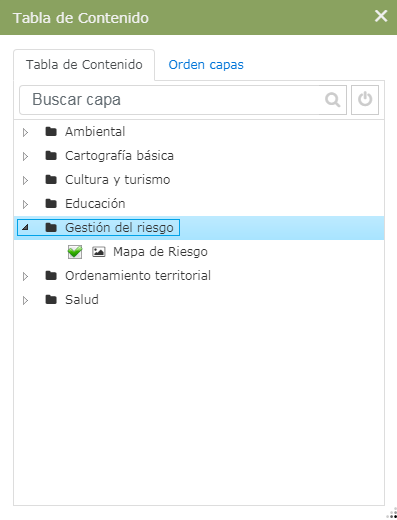 Tabla de Contenido
Tabla de Contenido Orden capas
Buscar capa
Ambiental
Cartografía básica
Cultura y turismo
Educación
Gestión del riesgo
Mapa de Riesgo
Ordenamiento territorial
Salud